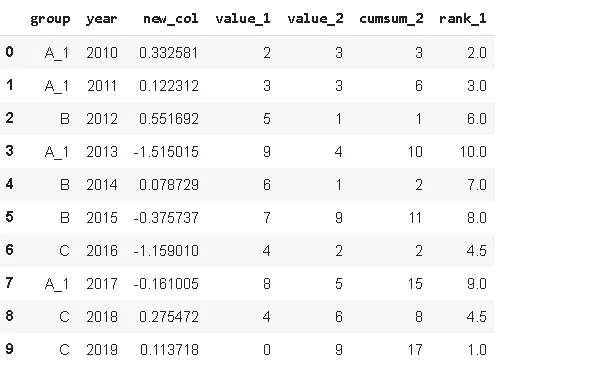 group year new_col value_1 value_2 cumsum_2 rank_1
0 A_1 2010 0.332581 2 3 3 2.0
1 A_1 2011 0.122312 3 3 6 3.0
2 B 2012 0.551692 5 1 1 6.0
3 A_1 2013 -1.515015 9 4 10 10.0
4 B 2014 0.078729 6 1 2 7.0
5 B 2015 -0.375737 7 9 11 8.0
6 C 2016 -1.159010 4 2 2 4.5
7 A_1 2017 -0.161005 8 5 15 9.0
8 C 2018 0.275472 4 6 8 4.5
9 C 2019 0.113718 0 9 17 1.0